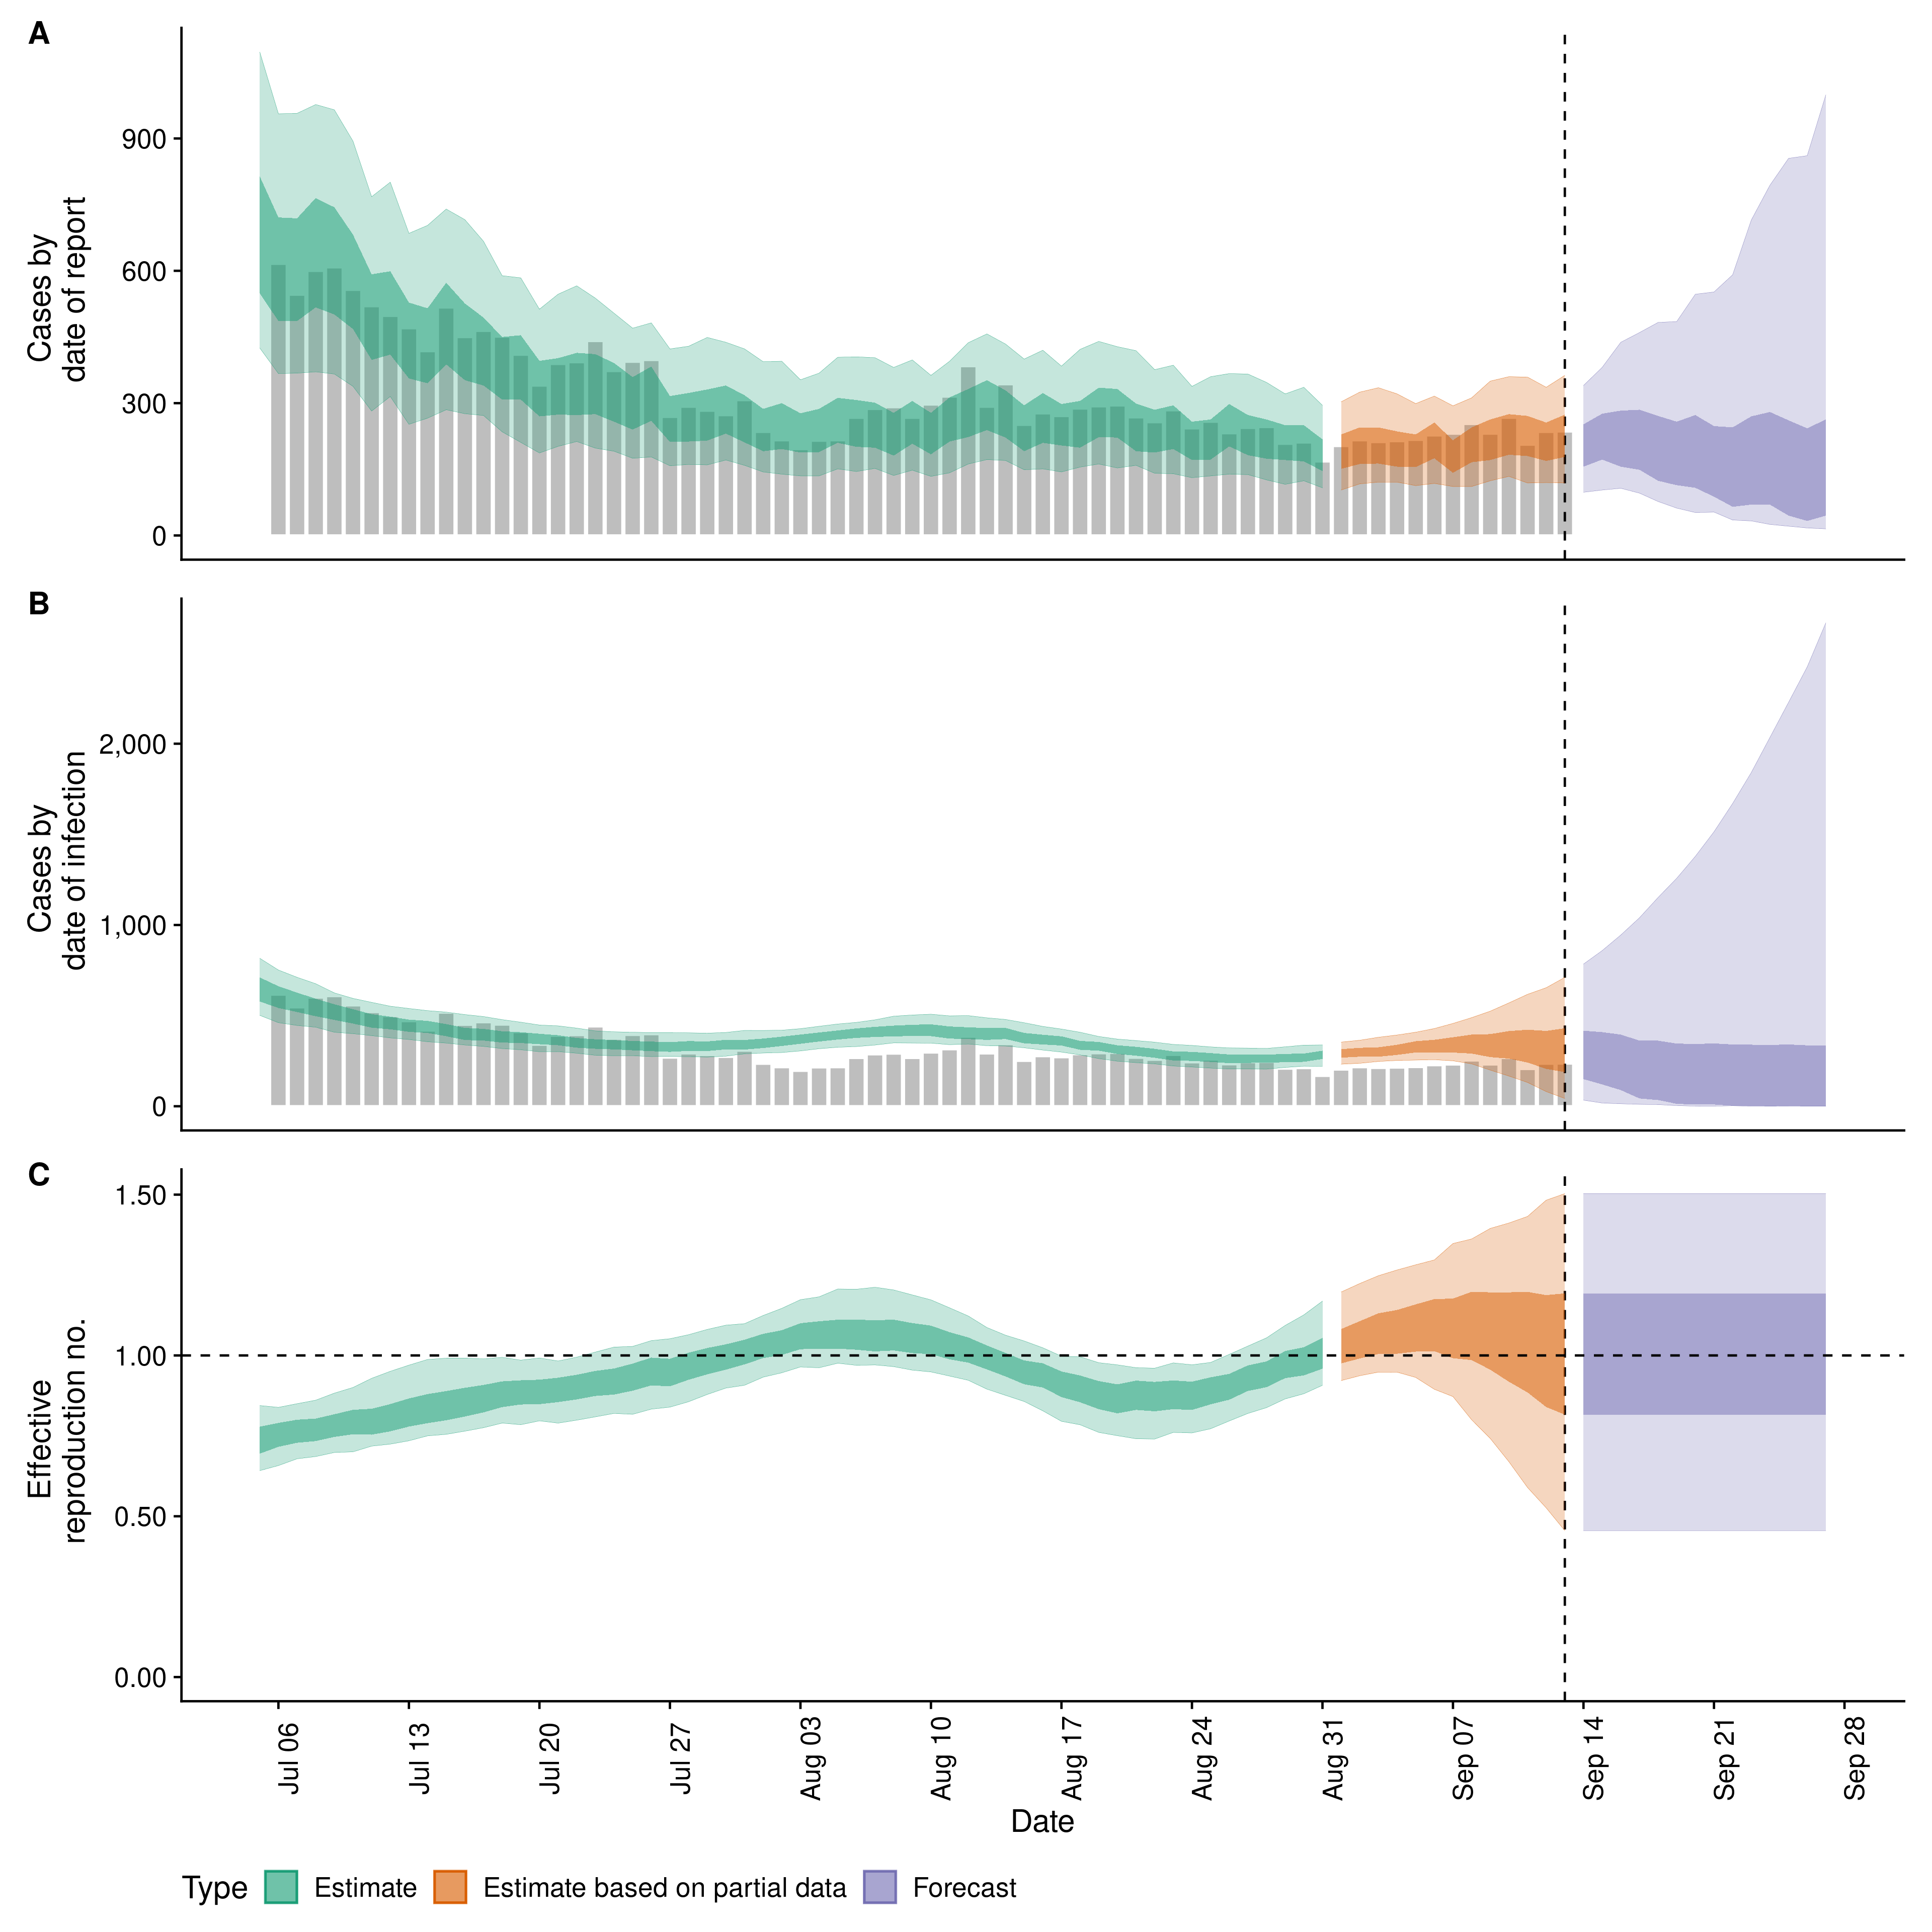 A
Cases by
date of report
900
600
300
0
B
Cases by
date of infection
2,000
1,000
0
C
Effective
reproduction no.
1.50
1.00
0.50
0.00
Jul 06
Jul 13
Jul 20
Jul 27
Aug 03
Aug 10
Aug 17
Aug 24
Aug 31
Sep 07
Sep 14
Sep 21
Sep 28
Date
Type Estimate Estimate based on partial data Forecast